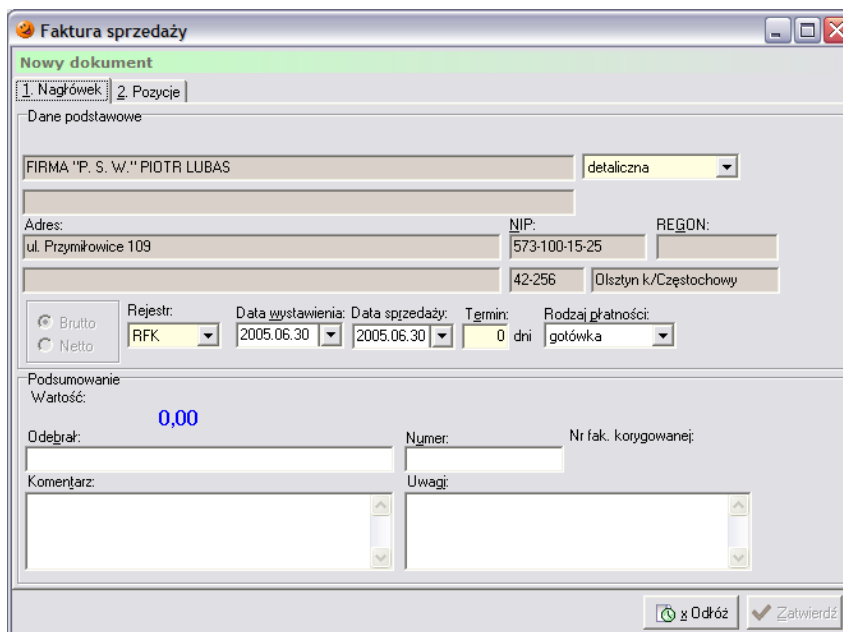 Faktura sprzedaży
Nowy dokument
1. Nagłówek 2. Pozycje
Dane podstawowe
FIRMA "P. S. W." PIOTR LUBAS detaliczna
Adres: NIP: REGON:
ul. Przymiłowice 109 573-100-15-25
42-256 Olsztyn k/Częstochowy
Brutto
Netto
Rejestr: Data wystawienia: Data sprzedaży: Termin: Rodzaj płatności:
RFK 2005.06.30 2005.06.30 0 dni gotówka
Podsumowanie
Wartość:
0,00
Odebrał: Numer: Nr fak. korygowanej:
Komentarz: Uwagi:
x Odłóż Zatwierdź